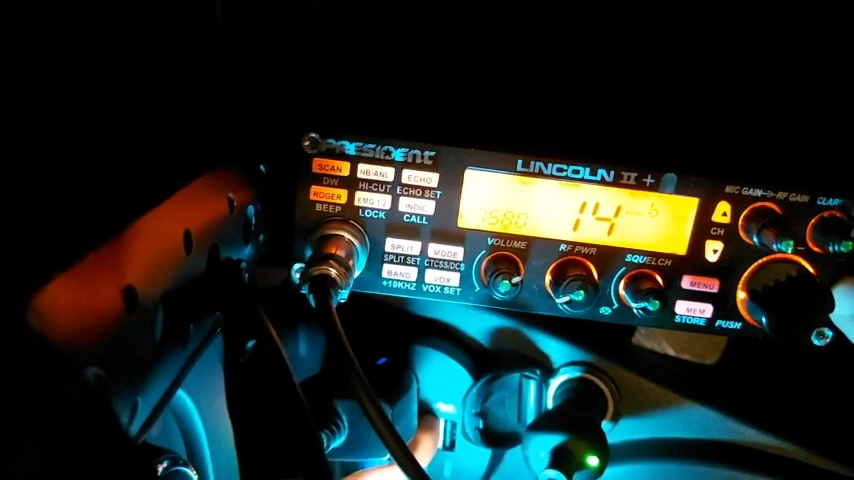 PRESIDENT
LINCOLN II +
SCAN NB/ANL ECHO
DW HI-CUT ECHO SET
ROGER EMG 1/2 INDIC
BEEP LOCK CALL
SPLIT MODE
SPLIT SET CTCSS/DCS
BAND VOX
+10KHZ VOX SET
14
VOLUME RF PWR SQUELCH
MIC GAIN RF GAIN
CH
MENU
MEM
STORE PUSH